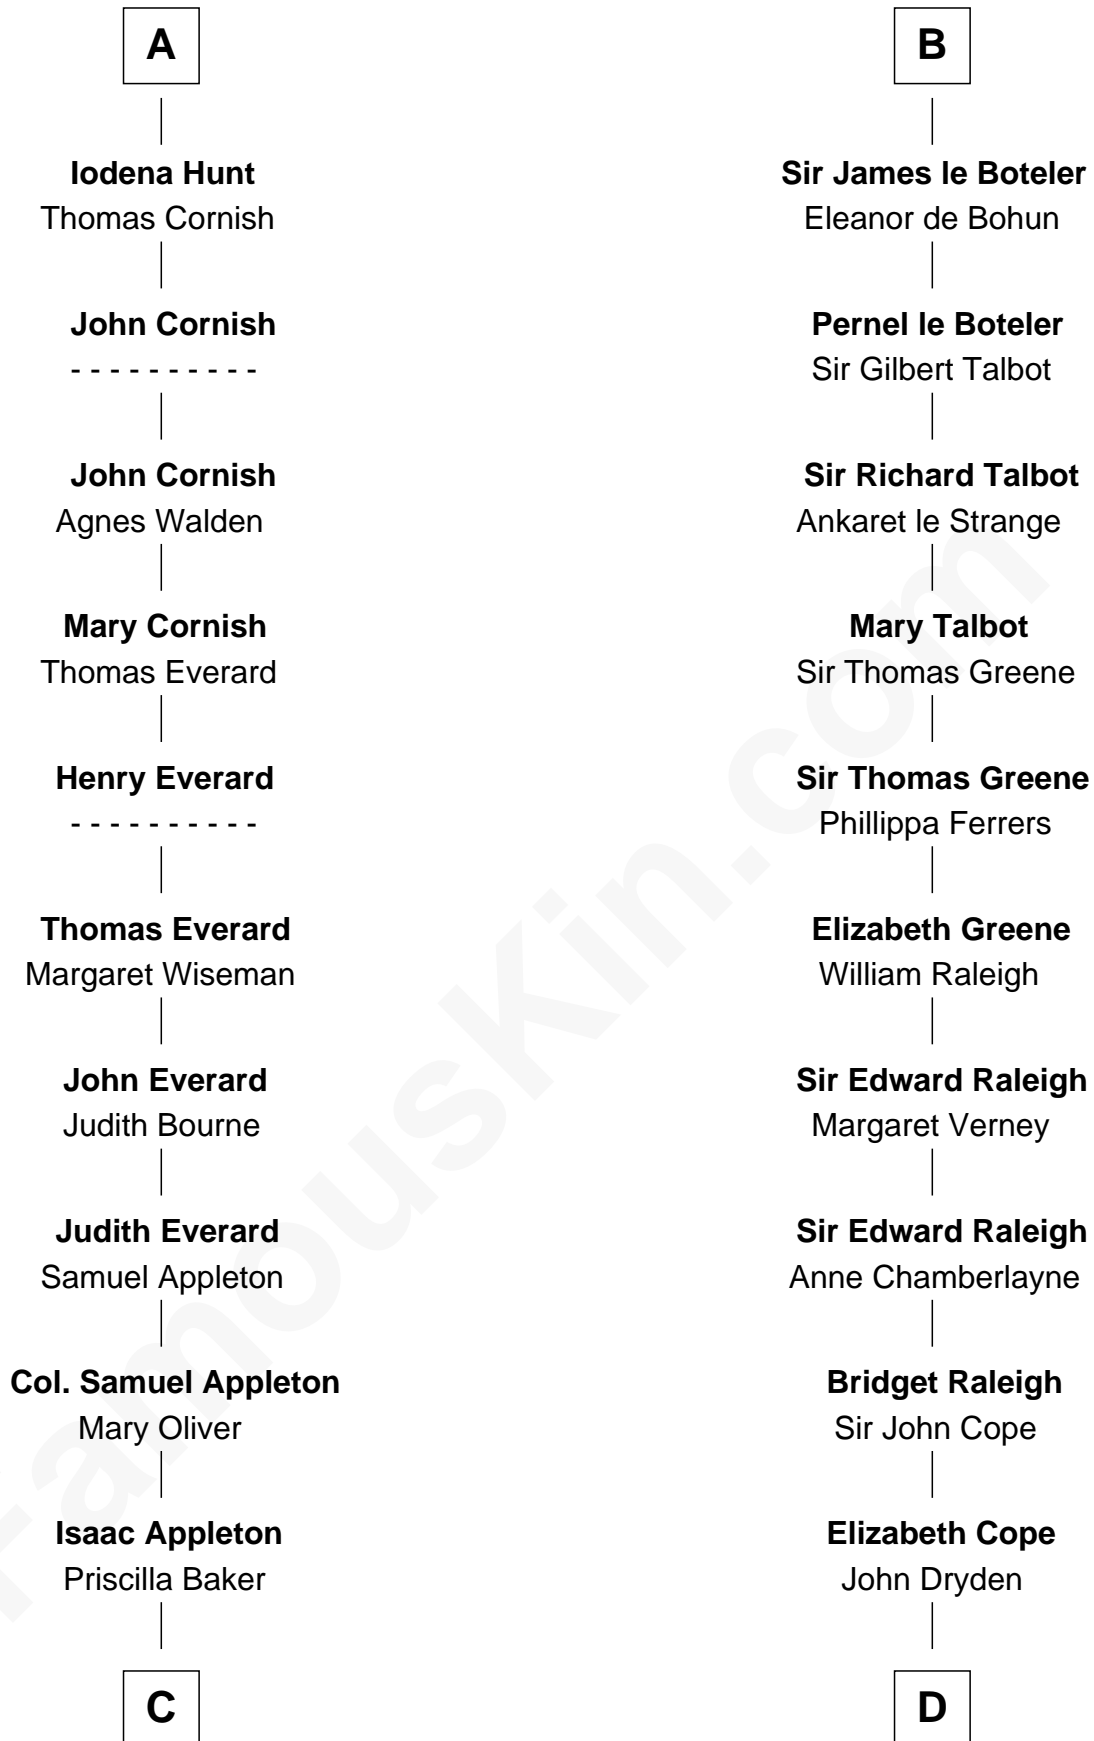 A
Iodena Hunt
Thomas Cornish
John Cornish
- - - - - - - - - -
John Cornish
Agnes Walden
Mary Cornish
Thomas Everard
Henry Everard
- - - - - - - - - -
Thomas Everard
Margaret Wiseman
John Everard
Judith Bourne
Judith Everard
Samuel Appleton
Col. Samuel Appleton
Mary Oliver
Isaac Appleton
Priscilla Baker
C
B
Sir James le Boteler
Eleanor de Bohun
Pernel le Boteler
Sir Gilbert Talbot
Sir Richard Talbot
Ankaret le Strange
Mary Talbot
Sir Thomas Greene
Sir Thomas Greene
Phillippa Ferrers
Elizabeth Greene
William Raleigh
Sir Edward Raleigh
Margaret Verney
Sir Edward Raleigh
Anne Chamberlayne
Bridget Raleigh
Sir John Cope
Elizabeth Cope
John Dryden
D
FamousKin.com